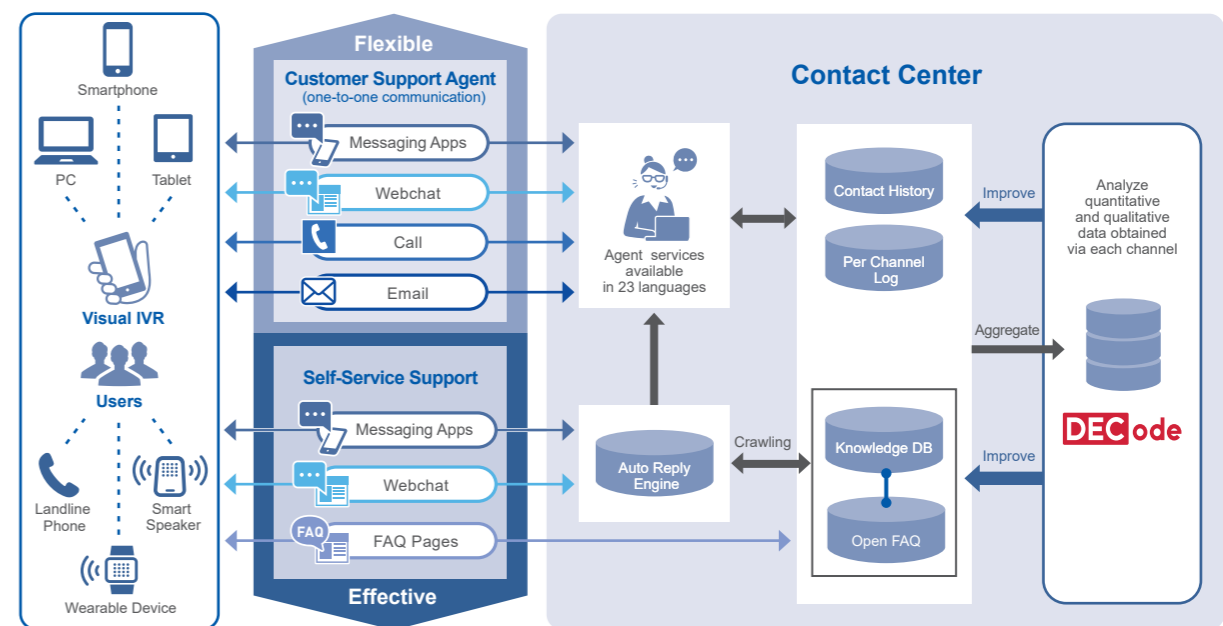 Smartphone
PC
Tablet
Visual IVR
Users
Landline
Phone
Smart
Speaker
Wearable Device
Flexible
Customer Support Agent
(one-to-one communication)
Messaging Apps
Webchat
Call
Email
Self-Service Support
Messaging Apps
Webchat
FAQ
FAQ Pages
Effective
Contact Center
Agent services
available
in 23 languages
Auto Reply
Engine
Crawling
Contact History
Per Channel
Log
Knowledge DB
Open FAQ
Improve
Aggregate
Improve
Analyze
quantitative
and qualitative
data obtained
via each channel
DECode